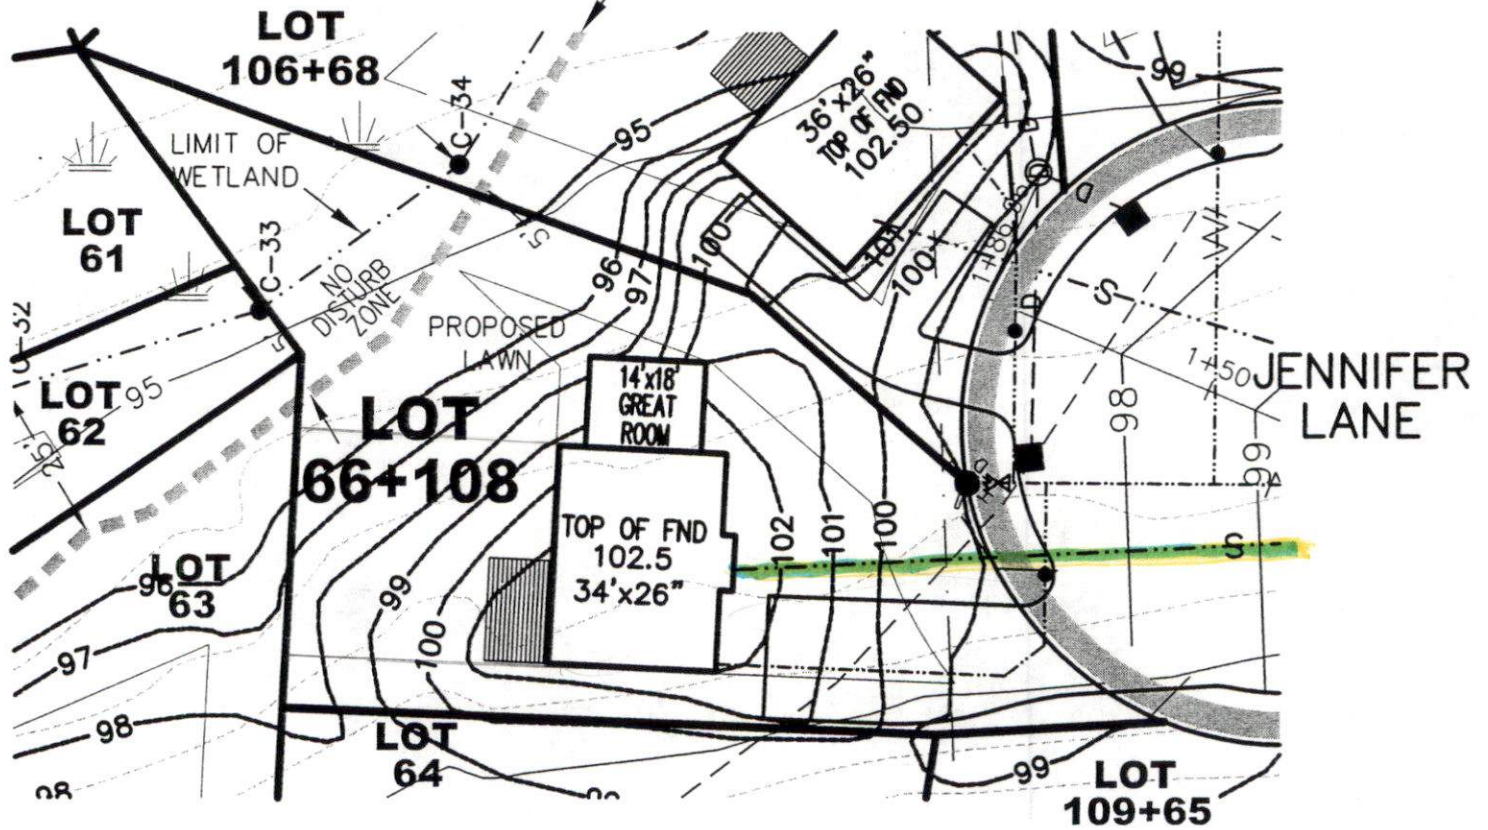 LOT
106+68
C-34
99
LIMIT OF
WETLAND
95
36'x26"
TOP OF FND
102.50
LOT
61
C-33
NO
DISTURB
ZONE
96
97
100
101
100
S
D
D
PROPOSED
LAWN
1+50
JENNIFER
LANE
LOT
62
95
25'
14'x18'
GREAT
ROOM
98
99
LOT
66+108
TOP OF FND
102.5
34'x26"
102
101
100
S
96
LOT
63
99
100
97
98
LOT
64
99
LOT
109+65